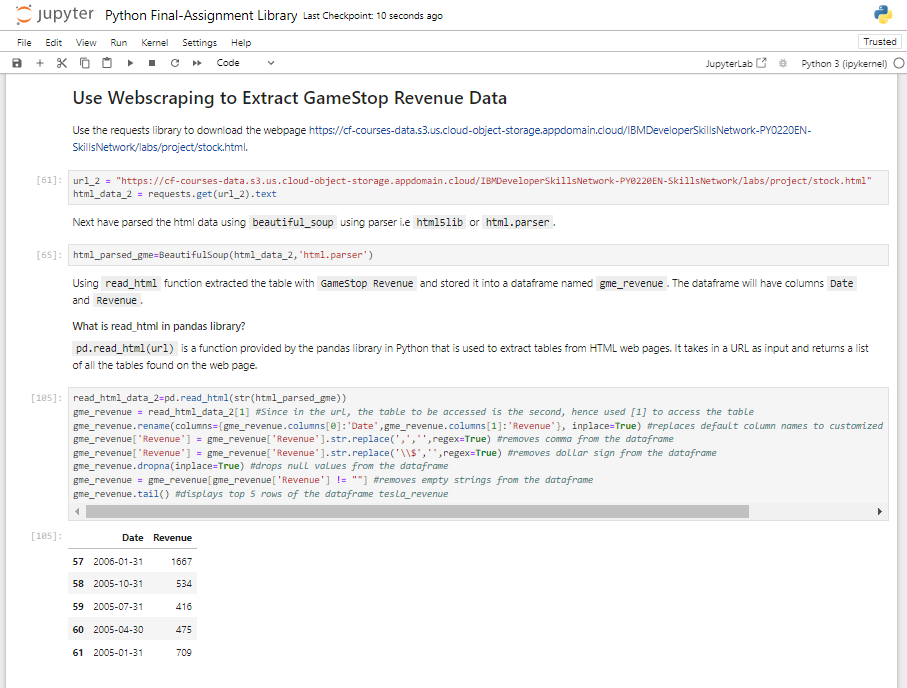 jupyter Python Final-Assignment Library Last Checkpoint: 10 seconds ago
File Edit View Run Kernel Settings Help Trusted
Code JupyterLab Python 3 (ipykernel)
Use Webscraping to Extract GameStop Revenue Data
Use the requests library to download the webpage https://cf-courses-data.s3.us.cloud-object-storage.appdomain.cloud/IBMDeveloperSkillsNetwork-PY0220EN-
SkillsNetwork/labs/project/stock.html.
[61]: url_2 = "https://cf-courses-data.s3.us.cloud-object-storage.appdomain.cloud/IBMDeveloperSkillsNetwork-PY0220EN-SkillsNetwork/labs/project/stock.html"
html_data_2 = requests.get(url_2).text
Next have parsed the html data using beautiful_soup using parser i.e html5lib or html.parser.
[65]: html_parsed_gme=BeautifulSoup(html_data_2,'html.parser')
Using read_html function extracted the table with GameStop Revenue and stored it into a dataframe named gme_revenue. The dataframe will have columns Date
and Revenue.
What is read_html in pandas library?
pd.read_html(url) is a function provided by the pandas library in Python that is used to extract tables from HTML web pages. It takes in a URL as input and returns a list
of all the tables found on the web page.
[105]: read_html_data_2=pd.read_html(str(html_parsed_gme))
gme_revenue = read_html_data_2[1] #Since in the url, the table to be accessed is the second, hence used [1] to access the table
gme_revenue.rename(columns={gme_revenue.columns[0]:'Date',gme_revenue.columns[1]:'Revenue'}, inplace=True) #replaces default column names to customized
gme_revenue['Revenue'] = gme_revenue['Revenue'].str.replace(',','',regex=True) #removes comma from the dataframe
gme_revenue['Revenue'] = gme_revenue['Revenue'].str.replace('\\$','',regex=True) #removes dollar sign from the dataframe
gme_revenue.dropna(inplace=True) #drops null values from the dataframe
gme_revenue = gme_revenue[gme_revenue['Revenue'] != ""] #removes empty strings from the dataframe
gme_revenue.tail() #displays top 5 rows of the dataframe tesla_revenue
[105]: Date Revenue
57 2006-01-31 1667
58 2005-10-31 534
59 2005-07-31 416
60 2005-04-30 475
61 2005-01-31 709